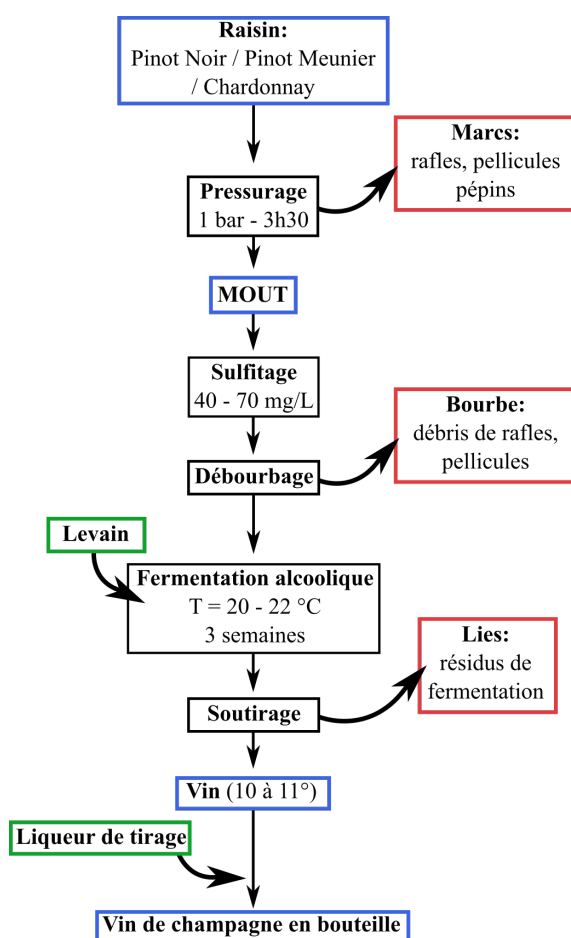 Raisin:
Pinot Noir / Pinot Meunier
/ Chardonnay
Marcs:
rafles, pellicules
pépins
Pressurage
1 bar - 3h30
MOUT
Sulfitage
40 - 70 mg/L
Bourbe:
débris de rafles,
pellicules
Débourbage
Levain
Fermentation alcoolique
T = 20 - 22 °C
3 semaines
Lies:
résidus de
fermentation
Soutirage
Vin (10 à 11°)
Liqueur de tirage
Vin de champagne en bouteille